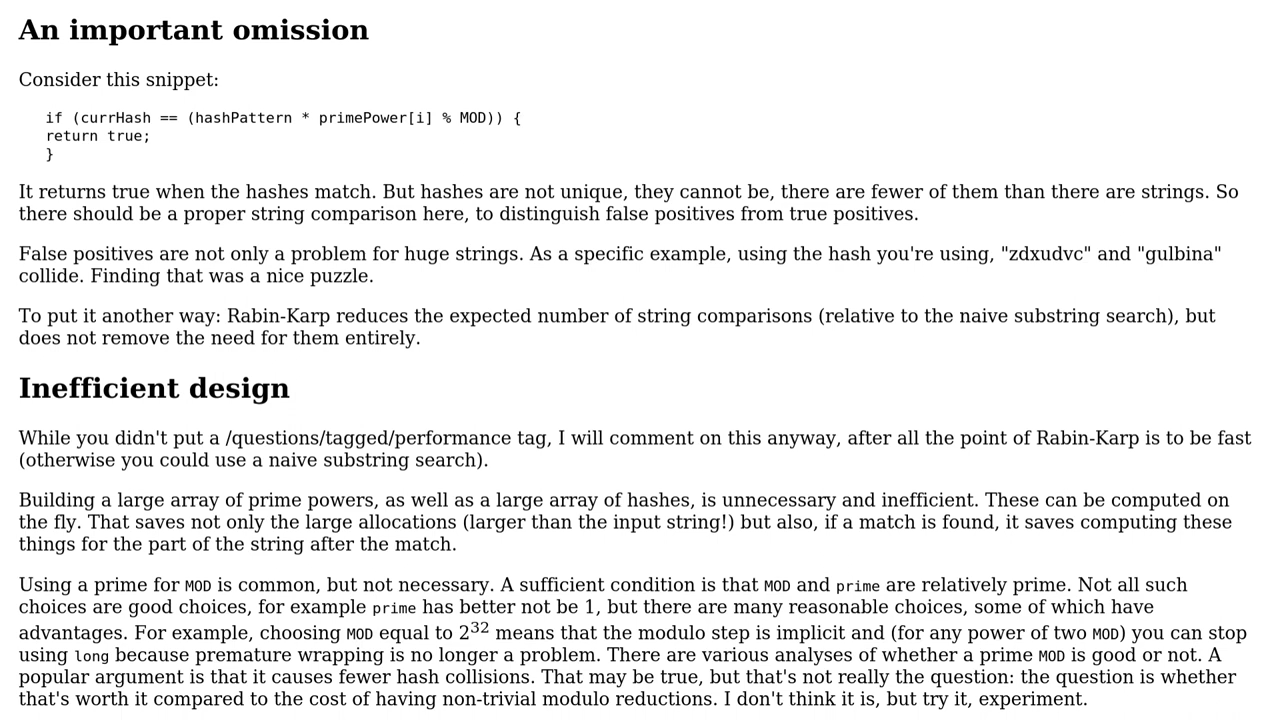 An important omission
Consider this snippet:
if (currHash == (hashPattern * primePower[i] % MOD)) {
return true;
}
It returns true when the hashes match. But hashes are not unique, they cannot be, there are fewer of them than there are strings. So
there should be a proper string comparison here, to distinguish false positives from true positives.
False positives are not only a problem for huge strings. As a specific example, using the hash you're using, "zdxudvc" and "gulbina"
collide. Finding that was a nice puzzle.
To put it another way: Rabin-Karp reduces the expected number of string comparisons (relative to the naive substring search), but
does not remove the need for them entirely.
Inefficient design
While you didn't put a /questions/tagged/performance tag, I will comment on this anyway, after all the point of Rabin-Karp is to be fast
(otherwise you could use a naive substring search).
Building a large array of prime powers, as well as a large array of hashes, is unnecessary and inefficient. These can be computed on
the fly. That saves not only the large allocations (larger than the input string!) but also, if a match is found, it saves computing these
things for the part of the string after the match.
Using a prime for MOD is common, but not necessary. A sufficient condition is that MOD and prime are relatively prime. Not all such
choices are good choices, for example prime has better not be 1, but there are many reasonable choices, some of which have
advantages. For example, choosing MOD equal to 2^32 means that the modulo step is implicit and (for any power of two MOD) you can stop
using long because premature wrapping is no longer a problem. There are various analyses of whether a prime MOD is good or not. A
popular argument is that it causes fewer hash collisions. That may be true, but that's not really the question: the question is whether
that's worth it compared to the cost of having non-trivial modulo reductions. I don't think it is, but try it, experiment.